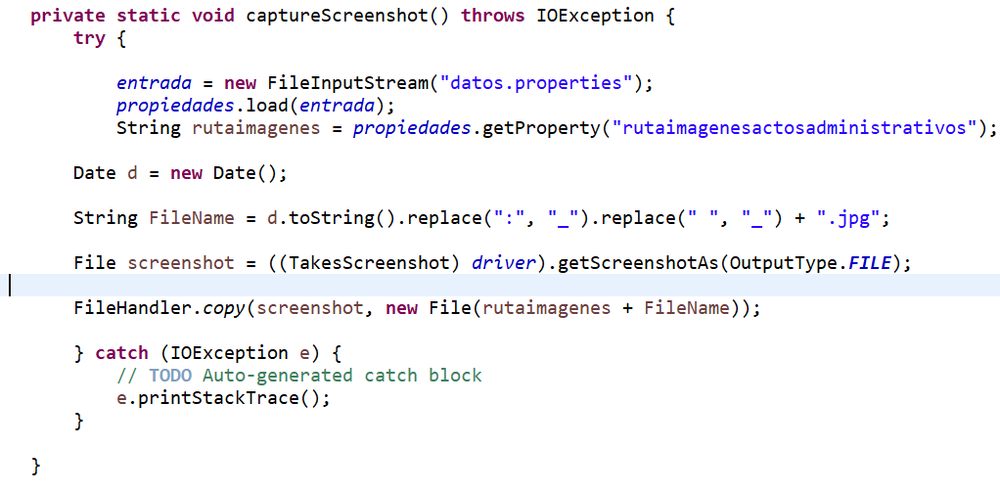 private static void captureScreenshot() throws IOException {
try {
entrada = new FileInputStream("datos.properties");
propiedades.load(entrada);
String rutaimagenes = propiedades.getProperty("rutaimagenesactosadministrativos");
Date d = new Date();
String FileName = d.toString().replace(":", "_").replace(" ", "_") + ".jpg";
File screenshot = ((TakesScreenshot) driver).getScreenshotAs(OutputType.FILE);
FileHandler.copy(screenshot, new File(rutaimagenes + FileName));
} catch (IOException e) {
// TODO Auto-generated catch block
e.printStackTrace();
}
}